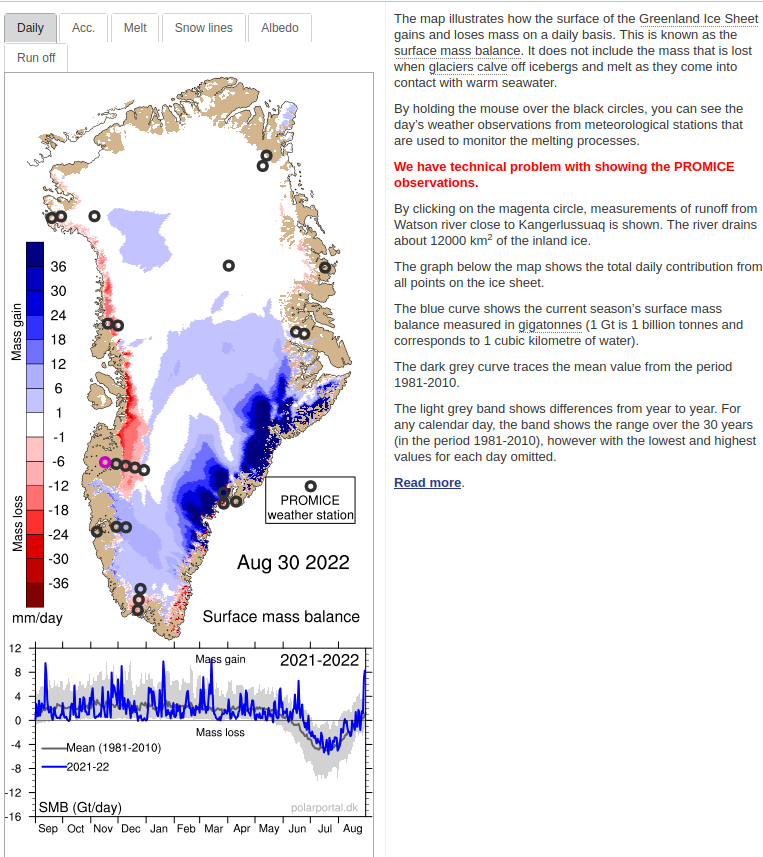 Daily Acc. Melt Snow lines Albedo
Run off
Mass gain
36
30
24
18
12
6
1
-1
-6
-12
-18
-24
-30
-36
Mass loss
mm/day
PROMICE
weather station
Aug 30 2022
Surface mass balance
12
8
4
0
-4
-8
-12
-16
Mass gain
2021-2022
Mass loss
Mean (1981-2010)
2021-22
SMB (Gt/day)
polarportal.dk
Sep Oct Nov Dec Jan Feb Mar Apr May Jun Jul Aug
The map illustrates how the surface of the Greenland Ice Sheet
gains and loses mass on a daily basis. This is known as the
surface mass balance. It does not include the mass that is lost
when glaciers calve off icebergs and melt as they come into
contact with warm seawater.
By holding the mouse over the black circles, you can see the
day's weather observations from meteorological stations that
are used to monitor the melting processes.
We have technical problem with showing the PROMICE
observations.
By clicking on the magenta circle, measurements of runoff from
Watson river close to Kangerlussuaq is shown. The river drains
about 12000 km² of the inland ice.
The graph below the map shows the total daily contribution from
all points on the ice sheet.
The blue curve shows the current season's surface mass
balance measured in gigatonnes (1 Gt is 1 billion tonnes and
corresponds to 1 cubic kilometre of water).
The dark grey curve traces the mean value from the period
1981-2010.
The light grey band shows differences from year to year. For
any calendar day, the band shows the range over the 30 years
(in the period 1981-2010), however with the lowest and highest
values for each day omitted.
Read more.